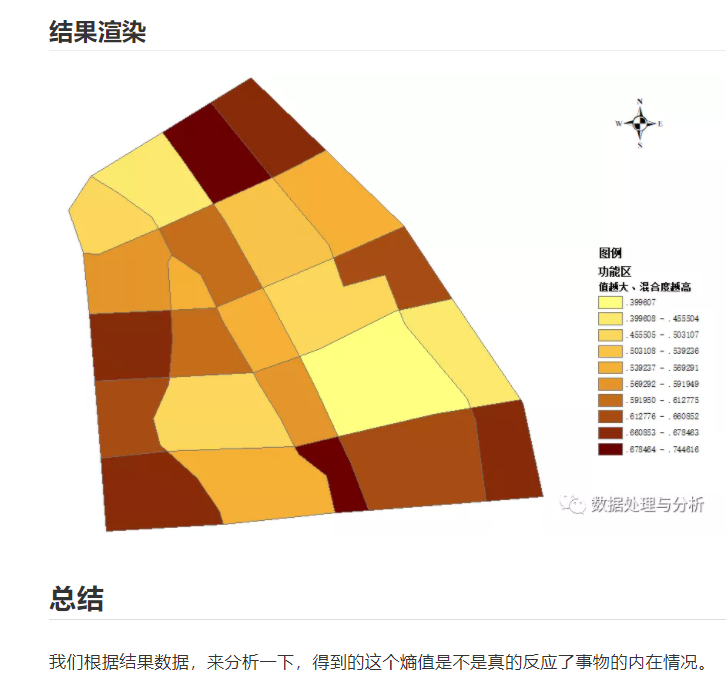 结果渲染
N
W E
S
图例
功能区
值越大、混合度越高
.399607
.399608 - .455504
.455505 - .503107
.503108 - .539236
.539237 - .569291
.569292 - .591949
.591950 - .612775
.612776 - .660852
.660853 - .678463
.678464 - .744616
数据处理与分析
总结
我们根据结果数据，来分析一下，得到的这个熵值是不是真的反应了事物的内在情况。